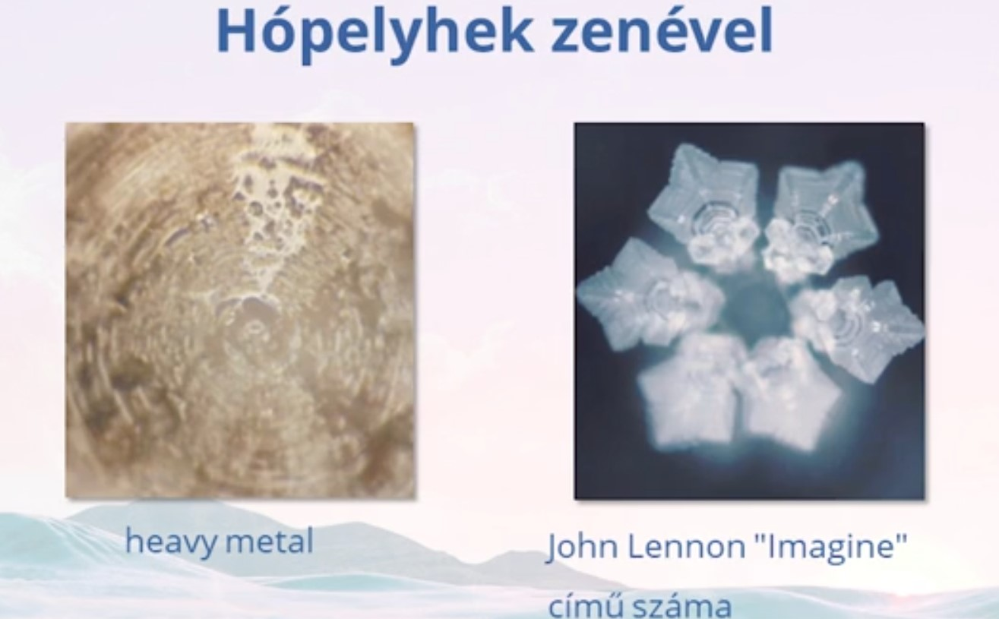 Hópelyhek zenével
heavy metal
John Lennon "Imagine"
című száma